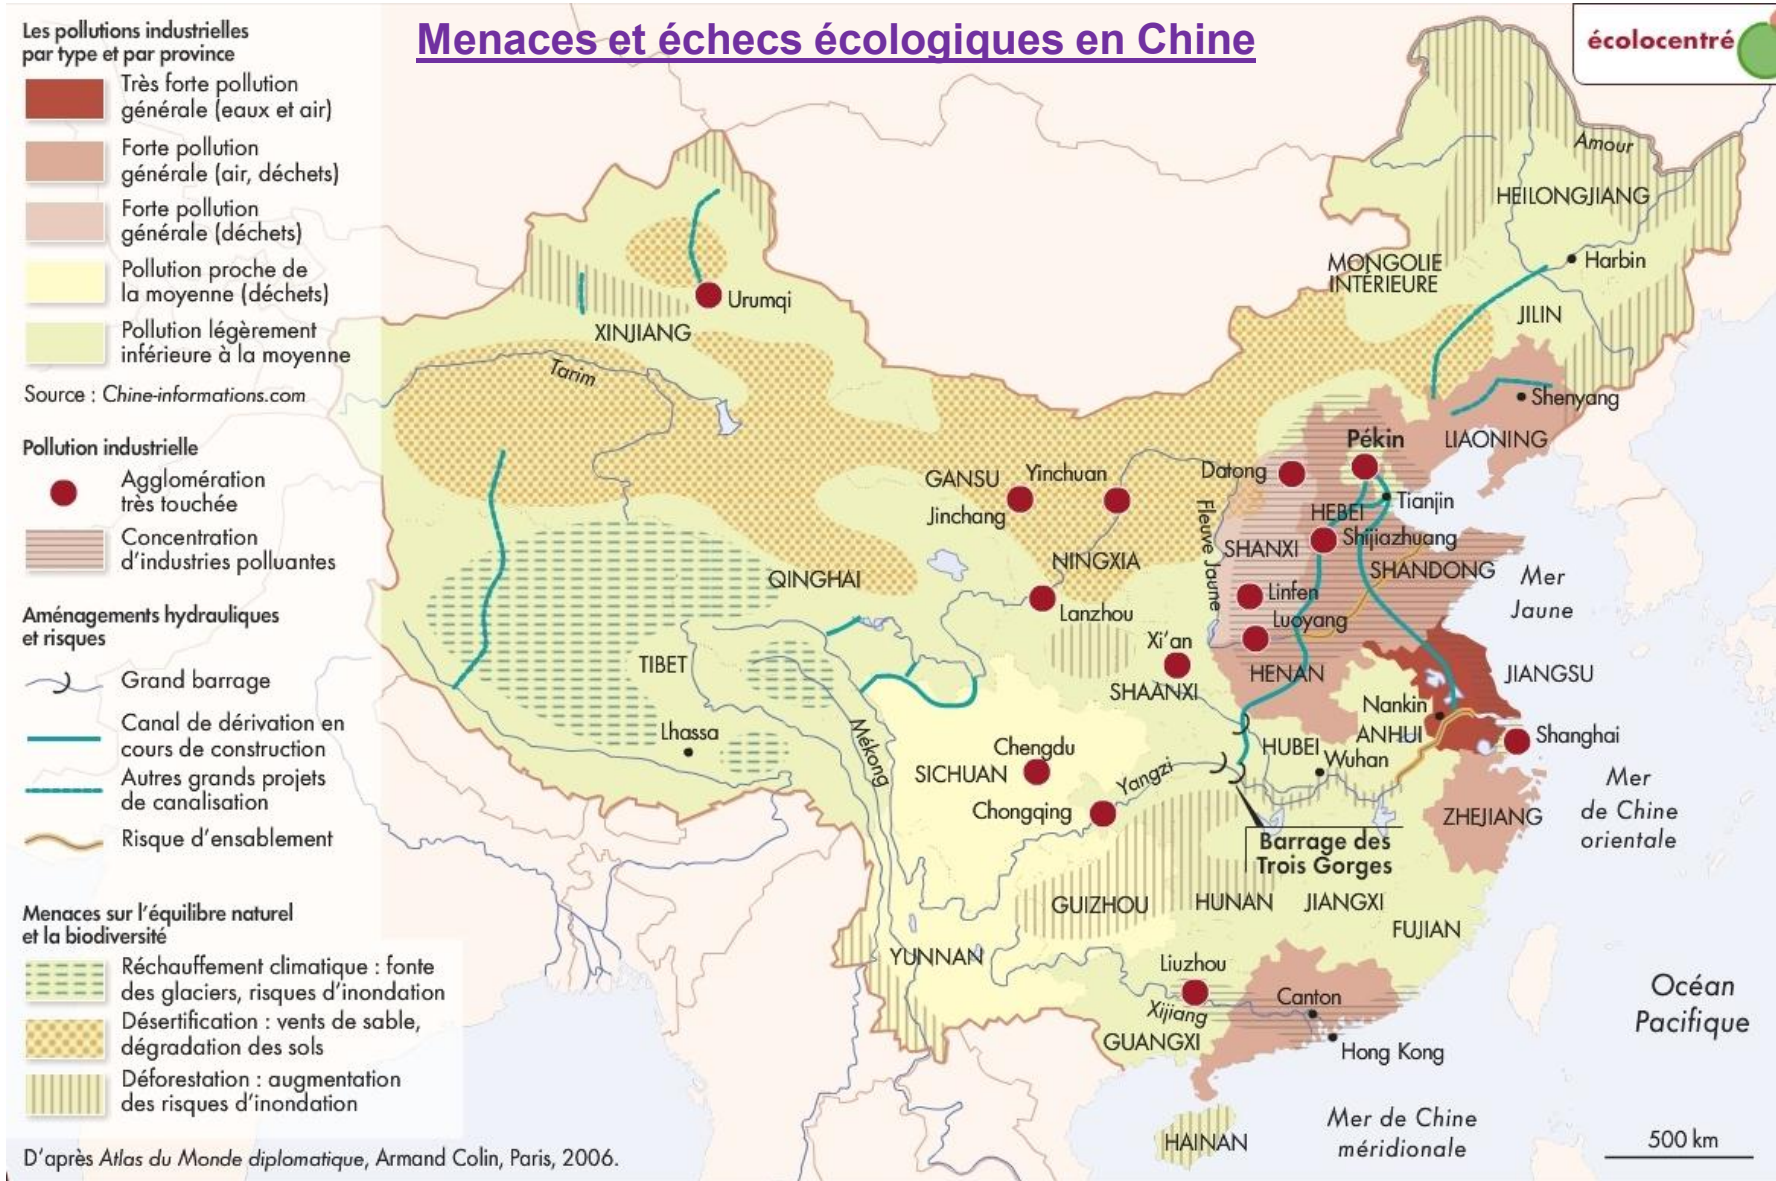 Menaces et échecs écologiques en Chine
écolocentré
Les pollutions industrielles
par type et par province
Très forte pollution
générale (eaux et air)
Forte pollution
générale (air, déchets)
Forte pollution
générale (déchets)
Pollution proche de
la moyenne (déchets)
Pollution légèrement
inférieure à la moyenne
Source : Chine-informations.com
Pollution industrielle
Agglomération
très touchée
Concentration
d'industries polluantes
Aménagements hydrauliques
et risques
Grand barrage
Canal de dérivation en
cours de construction
Autres grands projets
de canalisation
Risque d'ensablement
Menaces sur l'équilibre naturel
et la biodiversité
Réchauffement climatique : fonte
des glaciers, risques d'inondation
Désertification : vents de sable,
dégradation des sols
Déforestation : augmentation
des risques d'inondation
D'après Atlas du Monde diplomatique, Armand Colin, Paris, 2006.
Amour
HEILONGJIANG
Harbin
MONGOLIE
INTÉRIEURE
JILIN
Urumqi
XINJIANG
Tarim
Shenyang
LIAONING
Pékin
Datong
Tianjin
GANSU
Yinchuan
Jinchang
Fleuve Jaune
HEBEI
Shijiazhuang
SHANXI
SHANDONG
NINGXIA
QINGHAI
Mer
Jaune
Linfen
Lanzhou
Luoyang
Xi'an
HENAN
TIBET
SHAANXI
JIANGSU
Nankin
ANHUI
Lhassa
Mékong
Shanghai
HUBEI
Wuhan
Chengdu
SICHUAN
Yangzi
Chongqing
Mer
de Chine
orientale
ZHEJIANG
Barrage des
Trois Gorges
GUIZHOU
HUNAN
JIANGXI
FUJIAN
YUNNAN
Liuzhou
Xijiang
Canton
GUANGXI
Hong Kong
Océan
Pacifique
HAINAN
Mer de Chine
méridionale
500 km